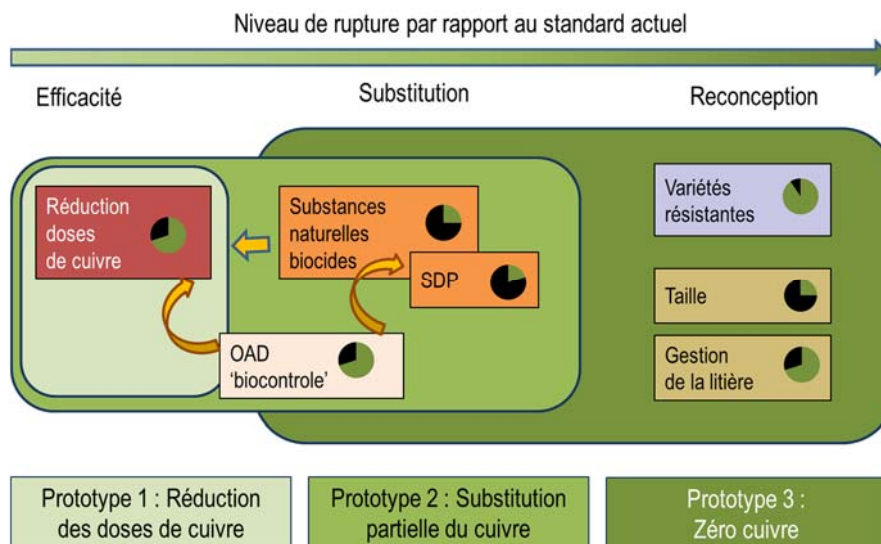 Niveau de rupture par rapport au standard actuel
Efficacité
Substitution
Reconception
Réduction
doses
de cuivre
Substances
naturelles
biocides
SDP
OAD
‘biocontrole’
Variétés
résistantes
Taille
Gestion
de la litière
Prototype 1 : Réduction
des doses de cuivre
Prototype 2 : Substitution
partielle du cuivre
Prototype 3 :
Zéro cuivre